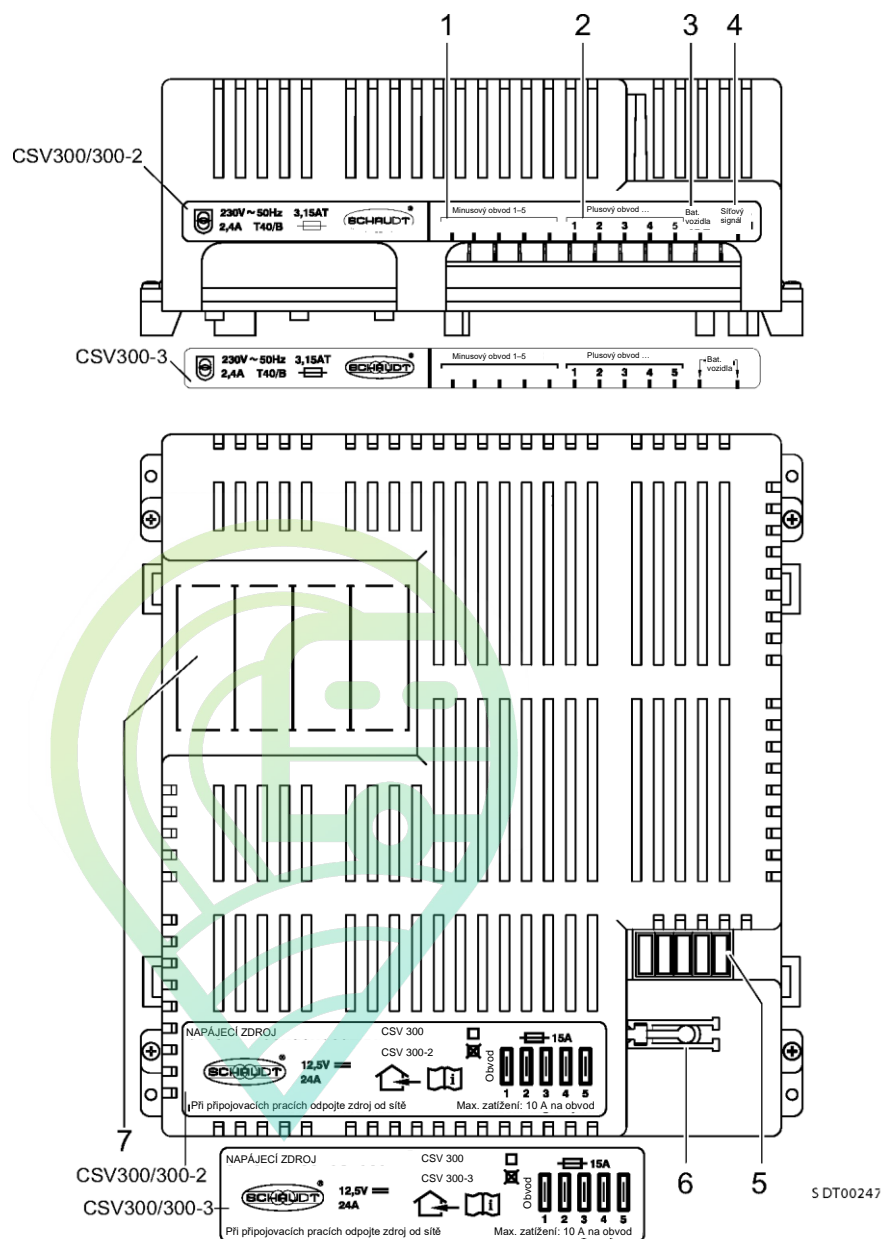 1 2 3 4
CSV300/300-2
230V~50Hz 3,15AT
2,4A T40/B
SCHAUDT®
Minusový obvod 1–5
Plusový obvod ...
1 2 3 4 5
Bat. vozidla
Síťový signál
CSV300-3
230V~50Hz 3,15AT
2,4A T40/B
SCHAUDT®
Minusový obvod 1–5
Plusový obvod ...
1 2 3 4 5
Bat. vozidla
NAPÁJECÍ ZDROJ
CSV 300
CSV 300-2
SCHAUDT®
12,5V
24A
i
Obvod
15A
1 2 3 4 5
Při připojovacích pracích odpojte zdroj od sítě
Max. zatížení: 10 A na obvod
7
6
5
CSV300/300-2
CSV300/300-3
NAPÁJECÍ ZDROJ
CSV 300
CSV 300-3
SCHAUDT®
12,5V
24A
i
Obvod
15A
1 2 3 4 5
Při připojovacích pracích odpojte zdroj od sítě
Max. zatížení: 10 A na obvod
S DT00247